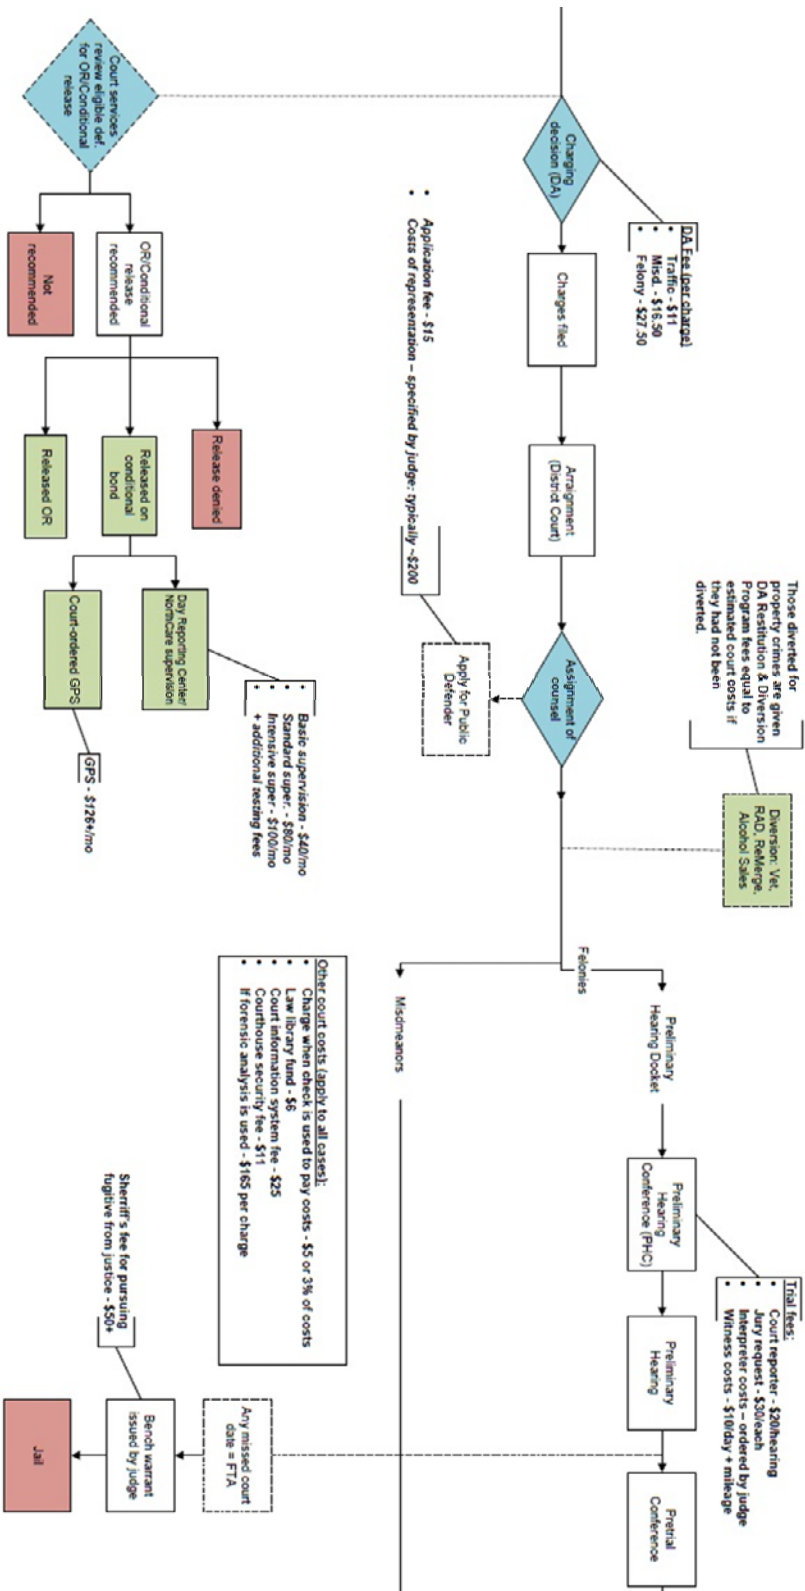 Those diverted for
property crimes are given
DA Restitution & Diversion
Program fees equal to
estimated court costs if
they had not been
diverted.
Diversion: Vet,
RAD, ReMerge,
Alcohol Sales
Trial fees:
• Court reporter - $20/hearing
• Jury request - $30/each
• Interpreter costs – ordered by judge
• Witness costs - $10/day + mileage
DA Fee (per charge)
• Traffic - $11
• Misd. - $16.50
• Felony - $27.50
Felonies
Preliminary
Hearing Docket
Preliminary
Hearing
Conference (PHC)
Preliminary
Hearing
Pretrial
Conference
Charging
decision (DA)
Charges filed
Arraignment
(District Court)
Assignment of
counsel
Apply for Public
Defender
• Application fee - $15
• Costs of representation – specified by judge; typically ~$200
Misdmeanors
Other court costs (apply to all cases):
• Charge when check is used to pay costs - $5 or 3% of costs
• Law library fund - $6
• Court information system fee - $25
• Courthouse security fee - $11
• If forensic analysis is used - $165 per charge
Any missed court
date = FTA
Bench warrant
issued by judge
Jail
Sherriff's fee for pursuing
fugitive from justice - $50+
Court services
review eligible def.
for OR/Conditional
release
OR/Conditional
release
recommended
Not
recommended
Release denied
Released on
conditional
bond
Released OR
Day Reporting Center/
NormCare supervision
Court-ordered GPS
• Basic supervision - $40/mo
• Standard super. - $80/mo
• Intensive super - $100/mo
• + additional testing fees
GPS - $126+/mo